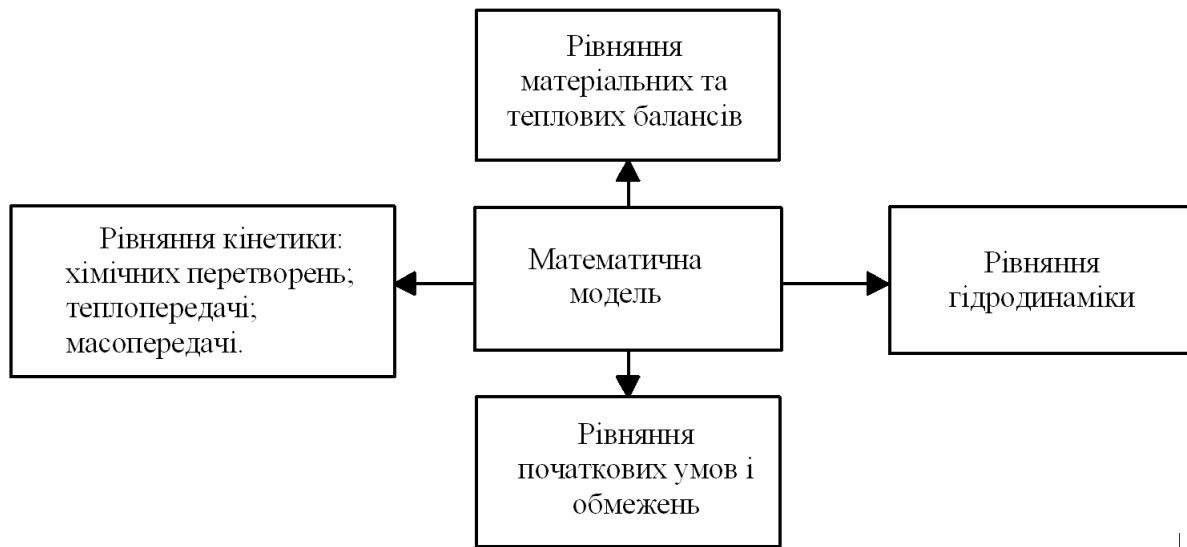 Рівняння
матеріальних та
теплових балансів
Рівняння кінетики:
хімічних перетворень;
теплопередачі;
масопередачі.
Математична
модель
Рівняння
гідродинаміки
Рівняння
початкових умов і
обмежень